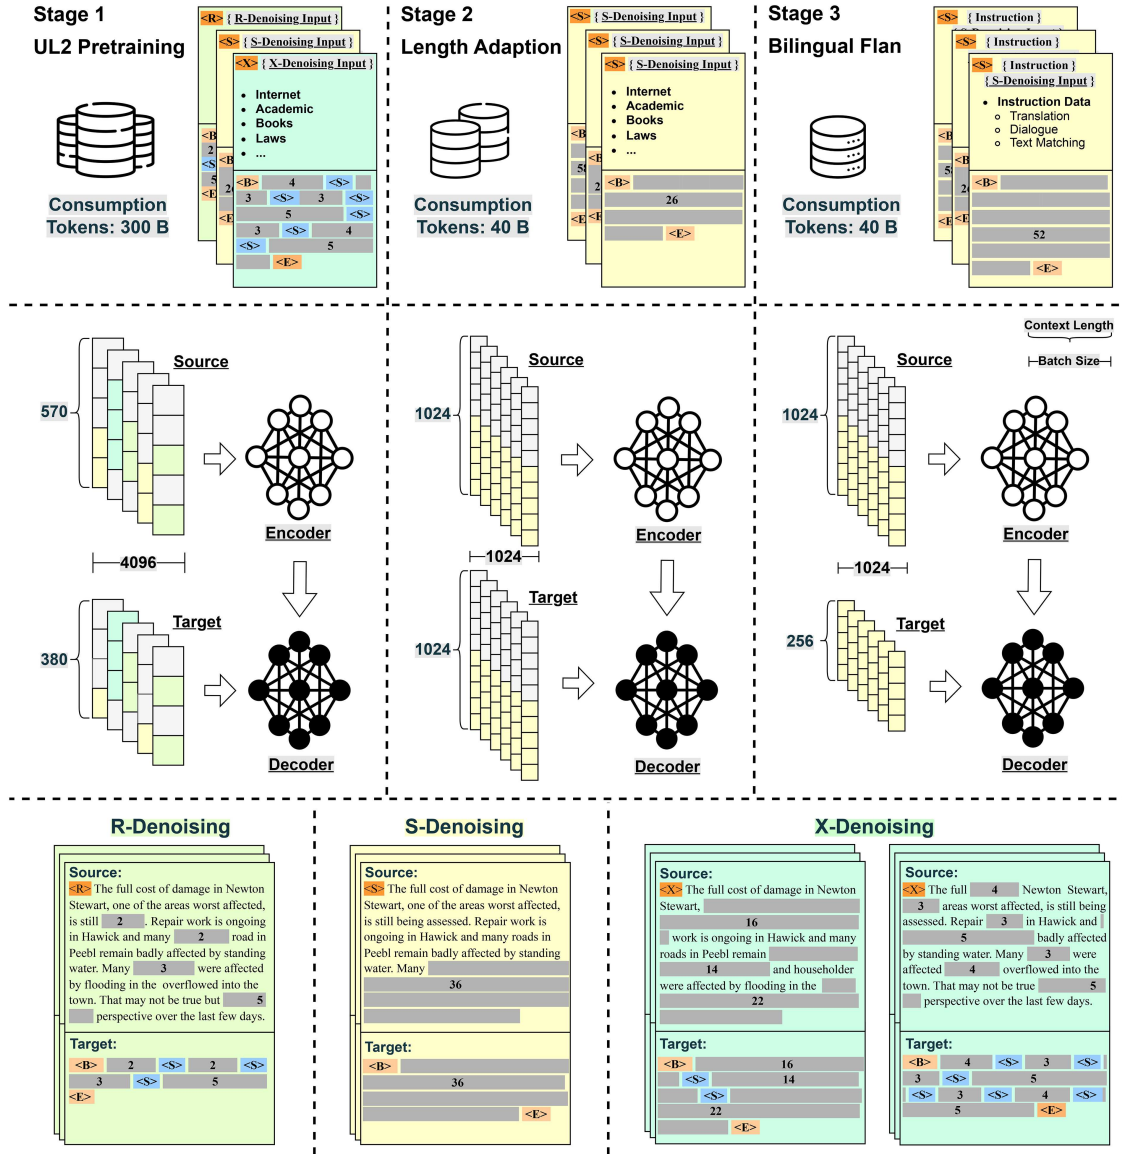 Stage 1
UL2 Pretraining
Consumption
Tokens: 300 B
<R> { R-Denoising Input }
<S> { S-Denoising Input }
<X> { X-Denoising Input }
• Internet
• Academic
• Books
• Laws
• ...
<B> 4 <S>
3 <S> 3 <S>
5 <S>
3 <S> 4
<S> 5
<E>
Stage 2
Length Adaption
Consumption
Tokens: 40 B
<S> { S-Denoising Input }
<S> { S-Denoising Input }
<S> { S-Denoising Input }
• Internet
• Academic
• Books
• Laws
• ...
<B>
26
<E>
Stage 3
Bilingual Flan
Consumption
Tokens: 40 B
<S> { Instruction }
<S> { Instruction }
<S> { Instruction }
{ S-Denoising Input }
• Instruction Data
○ Translation
○ Dialogue
○ Text Matching
<B>
52
<E>
Source
570
Encoder
4096
Target
380
Decoder
Source
1024
Encoder
1024
Target
1024
Decoder
Context Length
Batch Size
Source
1024
Encoder
1024
Target
256
Decoder
R-Denoising
Source:
<R> The full cost of damage in Newton
Stewart, one of the areas worst affected,
is still 2 . Repair work is ongoing
in Hawick and many 2 road in
Peebl remain badly affected by standing
water. Many 3 were affected
by flooding in the overflowed into the
town. That may not be true but 5
perspective over the last few days.
Target:
<B> 2 <S> 2 <S>
3 <S> 5
<E>
S-Denoising
Source:
<S> The full cost of damage in Newton
Stewart, one of the areas worst affected,
is still being assessed. Repair work is
ongoing in Hawick and many roads in
Peebl remain badly affected by standing
water. Many
36
Target:
<B>
36
<E>
X-Denoising
Source:
<X> The full cost of damage in Newton
Stewart,
16
work is ongoing in Hawick and many
roads in Peebl remain
14 and householder
were affected by flooding in the
22
Target:
<B> 16
<S> 14
<S>
22
<E>
Source:
<X> The full 4 Newton Stewart,
3 areas worst affected, is still being
assessed. Repair 3 in Hawick and
5 badly affected
by standing water. Many 3 were
affected 4 overflowed into the
town. That may not be true 5
perspective over the last few days.
Target:
<B> 4 <S> 3 <S>
3 <S> 5
<S> 3 <S> 4 <S>
5 <E>